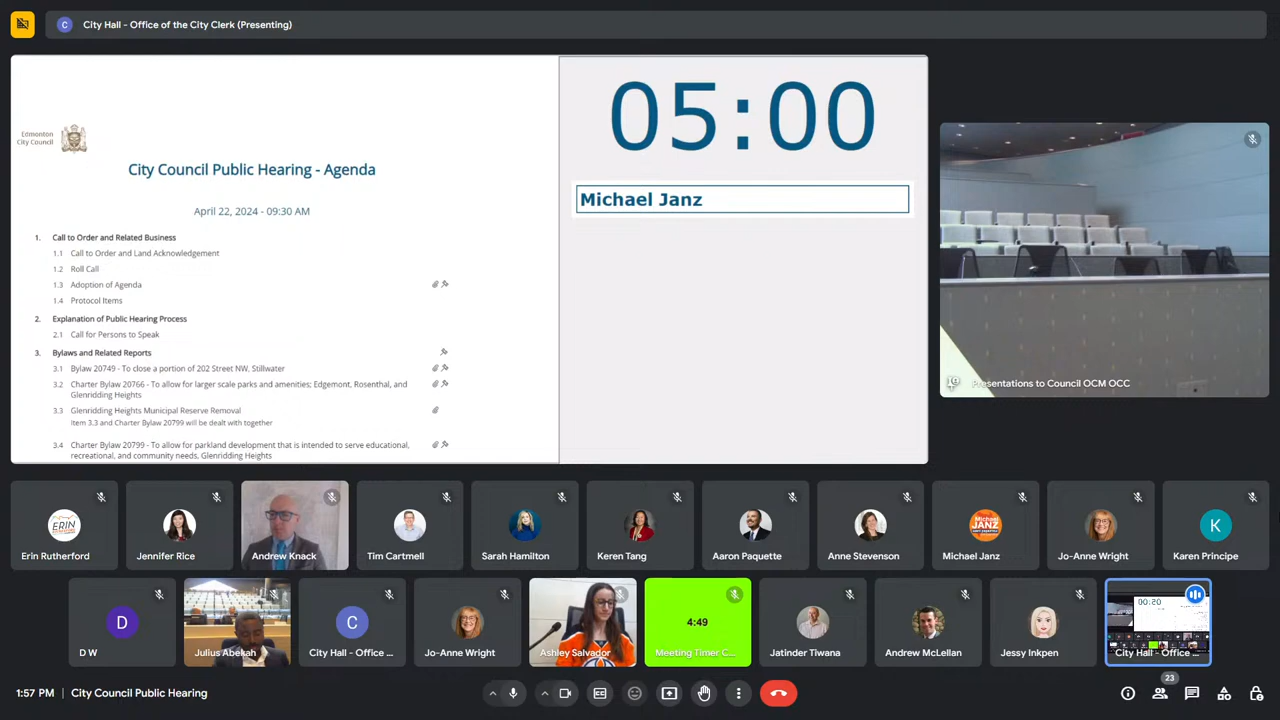 City Hall - Office of the City Clerk (Presenting)
Edmonton
City Council
City Council Public Hearing - Agenda
April 22, 2024 - 09:30 AM
1. Call to Order and Related Business
1.1 Call to Order and Land Acknowledgement
1.2 Roll Call
1.3 Adoption of Agenda
1.4 Protocol Items
2. Explanation of Public Hearing Process
2.1 Call for Persons to Speak
3. Bylaws and Related Reports
3.1 Bylaw 20749 - To close a portion of 202 Street NW, Stillwater
3.2 Charter Bylaw 20766 - To allow for larger scale parks and amenities; Edgemont, Rosenthal, and
Glenridding Heights
3.3 Glenridding Heights Municipal Reserve Removal
Item 3.3 and Charter Bylaw 20799 will be dealt with together
3.4 Charter Bylaw 20799 - To allow for parkland development that is intended to serve educational,
recreational, and community needs, Glenridding Heights
05:00
Michael Janz
Presentations to Council OCM OCC
ERIN
Erin Rutherford
Jennifer Rice
Andrew Knack
Tim Cartmell
Sarah Hamilton
Keren Tang
Aaron Paquette
Anne Stevenson
Michael
JANZ
Michael Janz
Jo-Anne Wright
K
Karen Principe
D
D W
Julius Abekah
C
City Hall - Office ...
Jo-Anne Wright
Ashley Salvador
4:49
Meeting Timer C...
Jatinder Tiwana
Andrew McLellan
Jessy Inkpen
City Hall - Office ...
1:57 PM | City Council Public Hearing
23